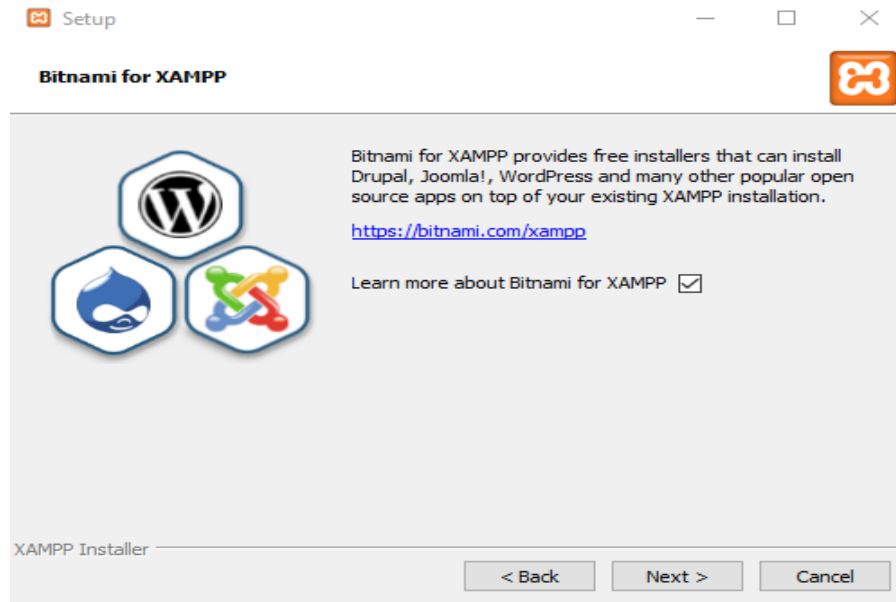 Setup
Bitnami for XAMPP
Bitnami for XAMPP provides free installers that can install
Drupal, Joomla!, WordPress and many other popular open
source apps on top of your existing XAMPP installation.
https://bitnami.com/xampp
Learn more about Bitnami for XAMPP
XAMPP Installer
< Back
Next >
Cancel